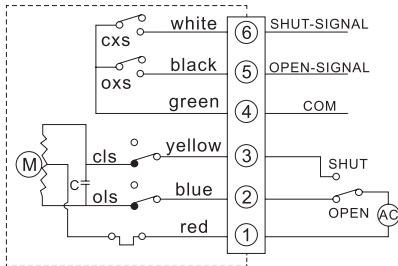 white 6 SHUT-SIGNAL
cxs
black 5 OPEN-SIGNAL
oxs
green 4 COM
cls yellow 3 SHUT
M
C
ols blue 2 OPEN
AC
red 1